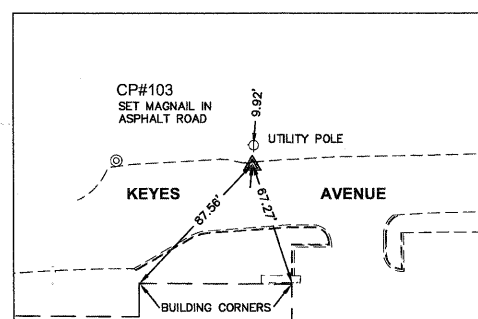 CP#103
SET MAGNAIL IN
ASPHALT ROAD
9.92'
UTILITY POLE
KEYES
AVENUE
87.56'
67.27'
BUILDING CORNERS